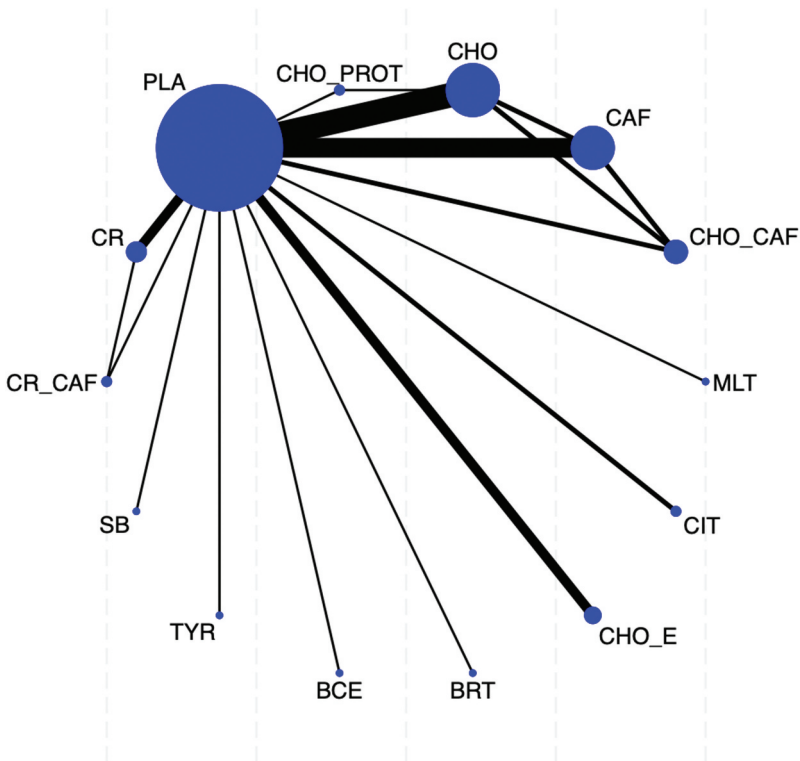 CHO
CHO_PROT
PLA
CAF
CR
CHO_CAF
CR_CAF
MLT
SB
CIT
TYR
CHO_E
BCE
BRT